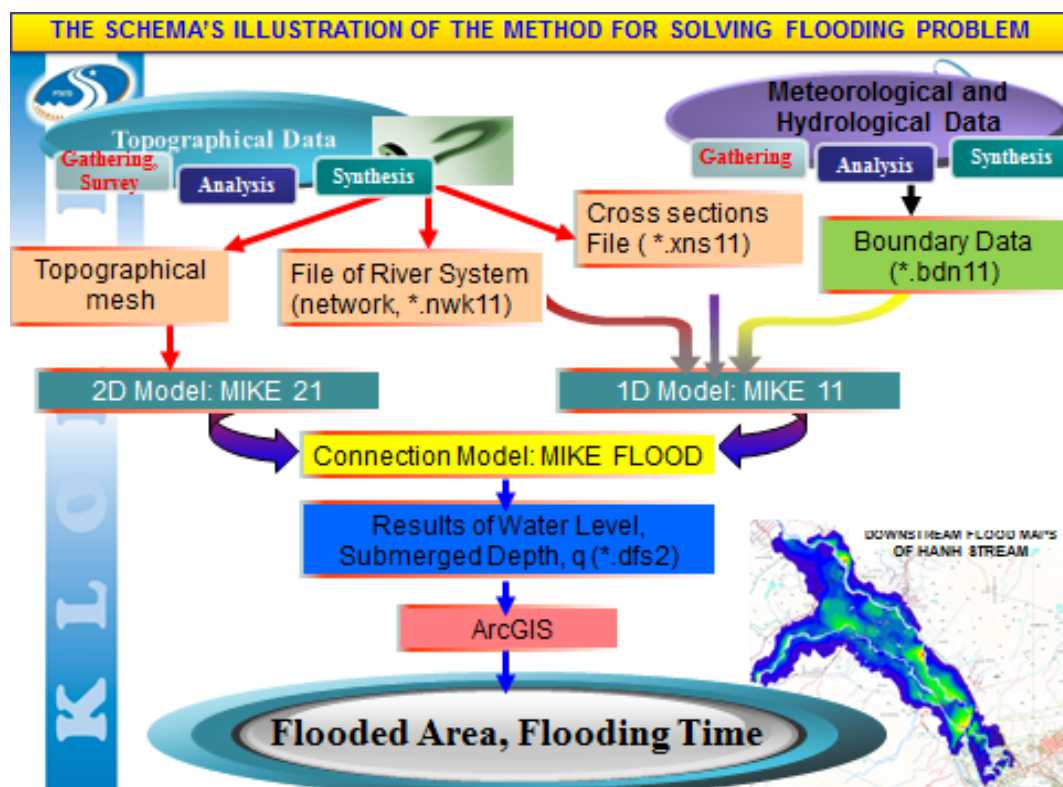 THE SCHEMA'S ILLUSTRATION OF THE METHOD FOR SOLVING FLOODING PROBLEM
Topographical Data
Gathering,
Survey
Analysis
Synthesis
Meteorological and
Hydrological Data
Gathering
Analysis
Synthesis
Topographical
mesh
File of River System
(network, *.nwk11)
Cross sections
File ( *.xns11)
Boundary Data
(*.bdn11)
2D Model: MIKE 21
1D Model: MIKE 11
Connection Model: MIKE FLOOD
Results of Water Level,
Submerged Depth, q (*.dfs2)
ArcGIS
Flooded Area, Flooding Time
DOWNSTREAM FLOOD MAPS
OF HANH STREAM